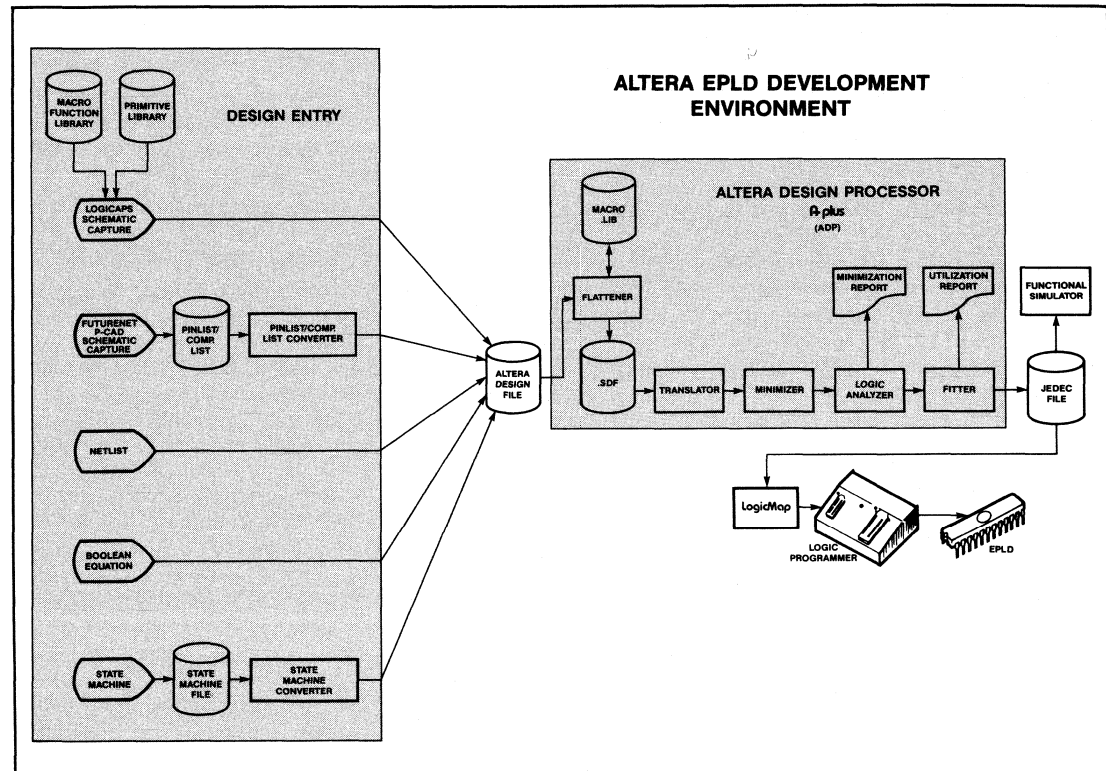 ALTERA EPLD DEVELOPMENT
ENVIRONMENT
DESIGN ENTRY
MACRO
FUNCTION
LIBRARY
PRIMITIVE
LIBRARY
LOGICAPS
SCHEMATIC
CAPTURE
FUTURENET
P-CAD
SCHEMATIC
CAPTURE
PINLIST/
COMP.
LIST
PINLIST/COMP.
LIST CONVERTER
NETLIST
BOOLEAN
EQUATION
STATE
MACHINE
STATE
MACHINE
FILE
STATE
MACHINE
CONVERTER
ALTERA
DESIGN
FILE
ALTERA DESIGN PROCESSOR
A+plus
(ADP)
MACRO
.LIB
FLATTENER
.SDF
TRANSLATOR
MINIMIZER
LOGIC
ANALYZER
FITTER
MINIMIZATION
REPORT
UTILIZATION
REPORT
FUNCTIONAL
SIMULATOR
JEDEC
FILE
LogicMap
LOGIC
PROGRAMMER
EPLD